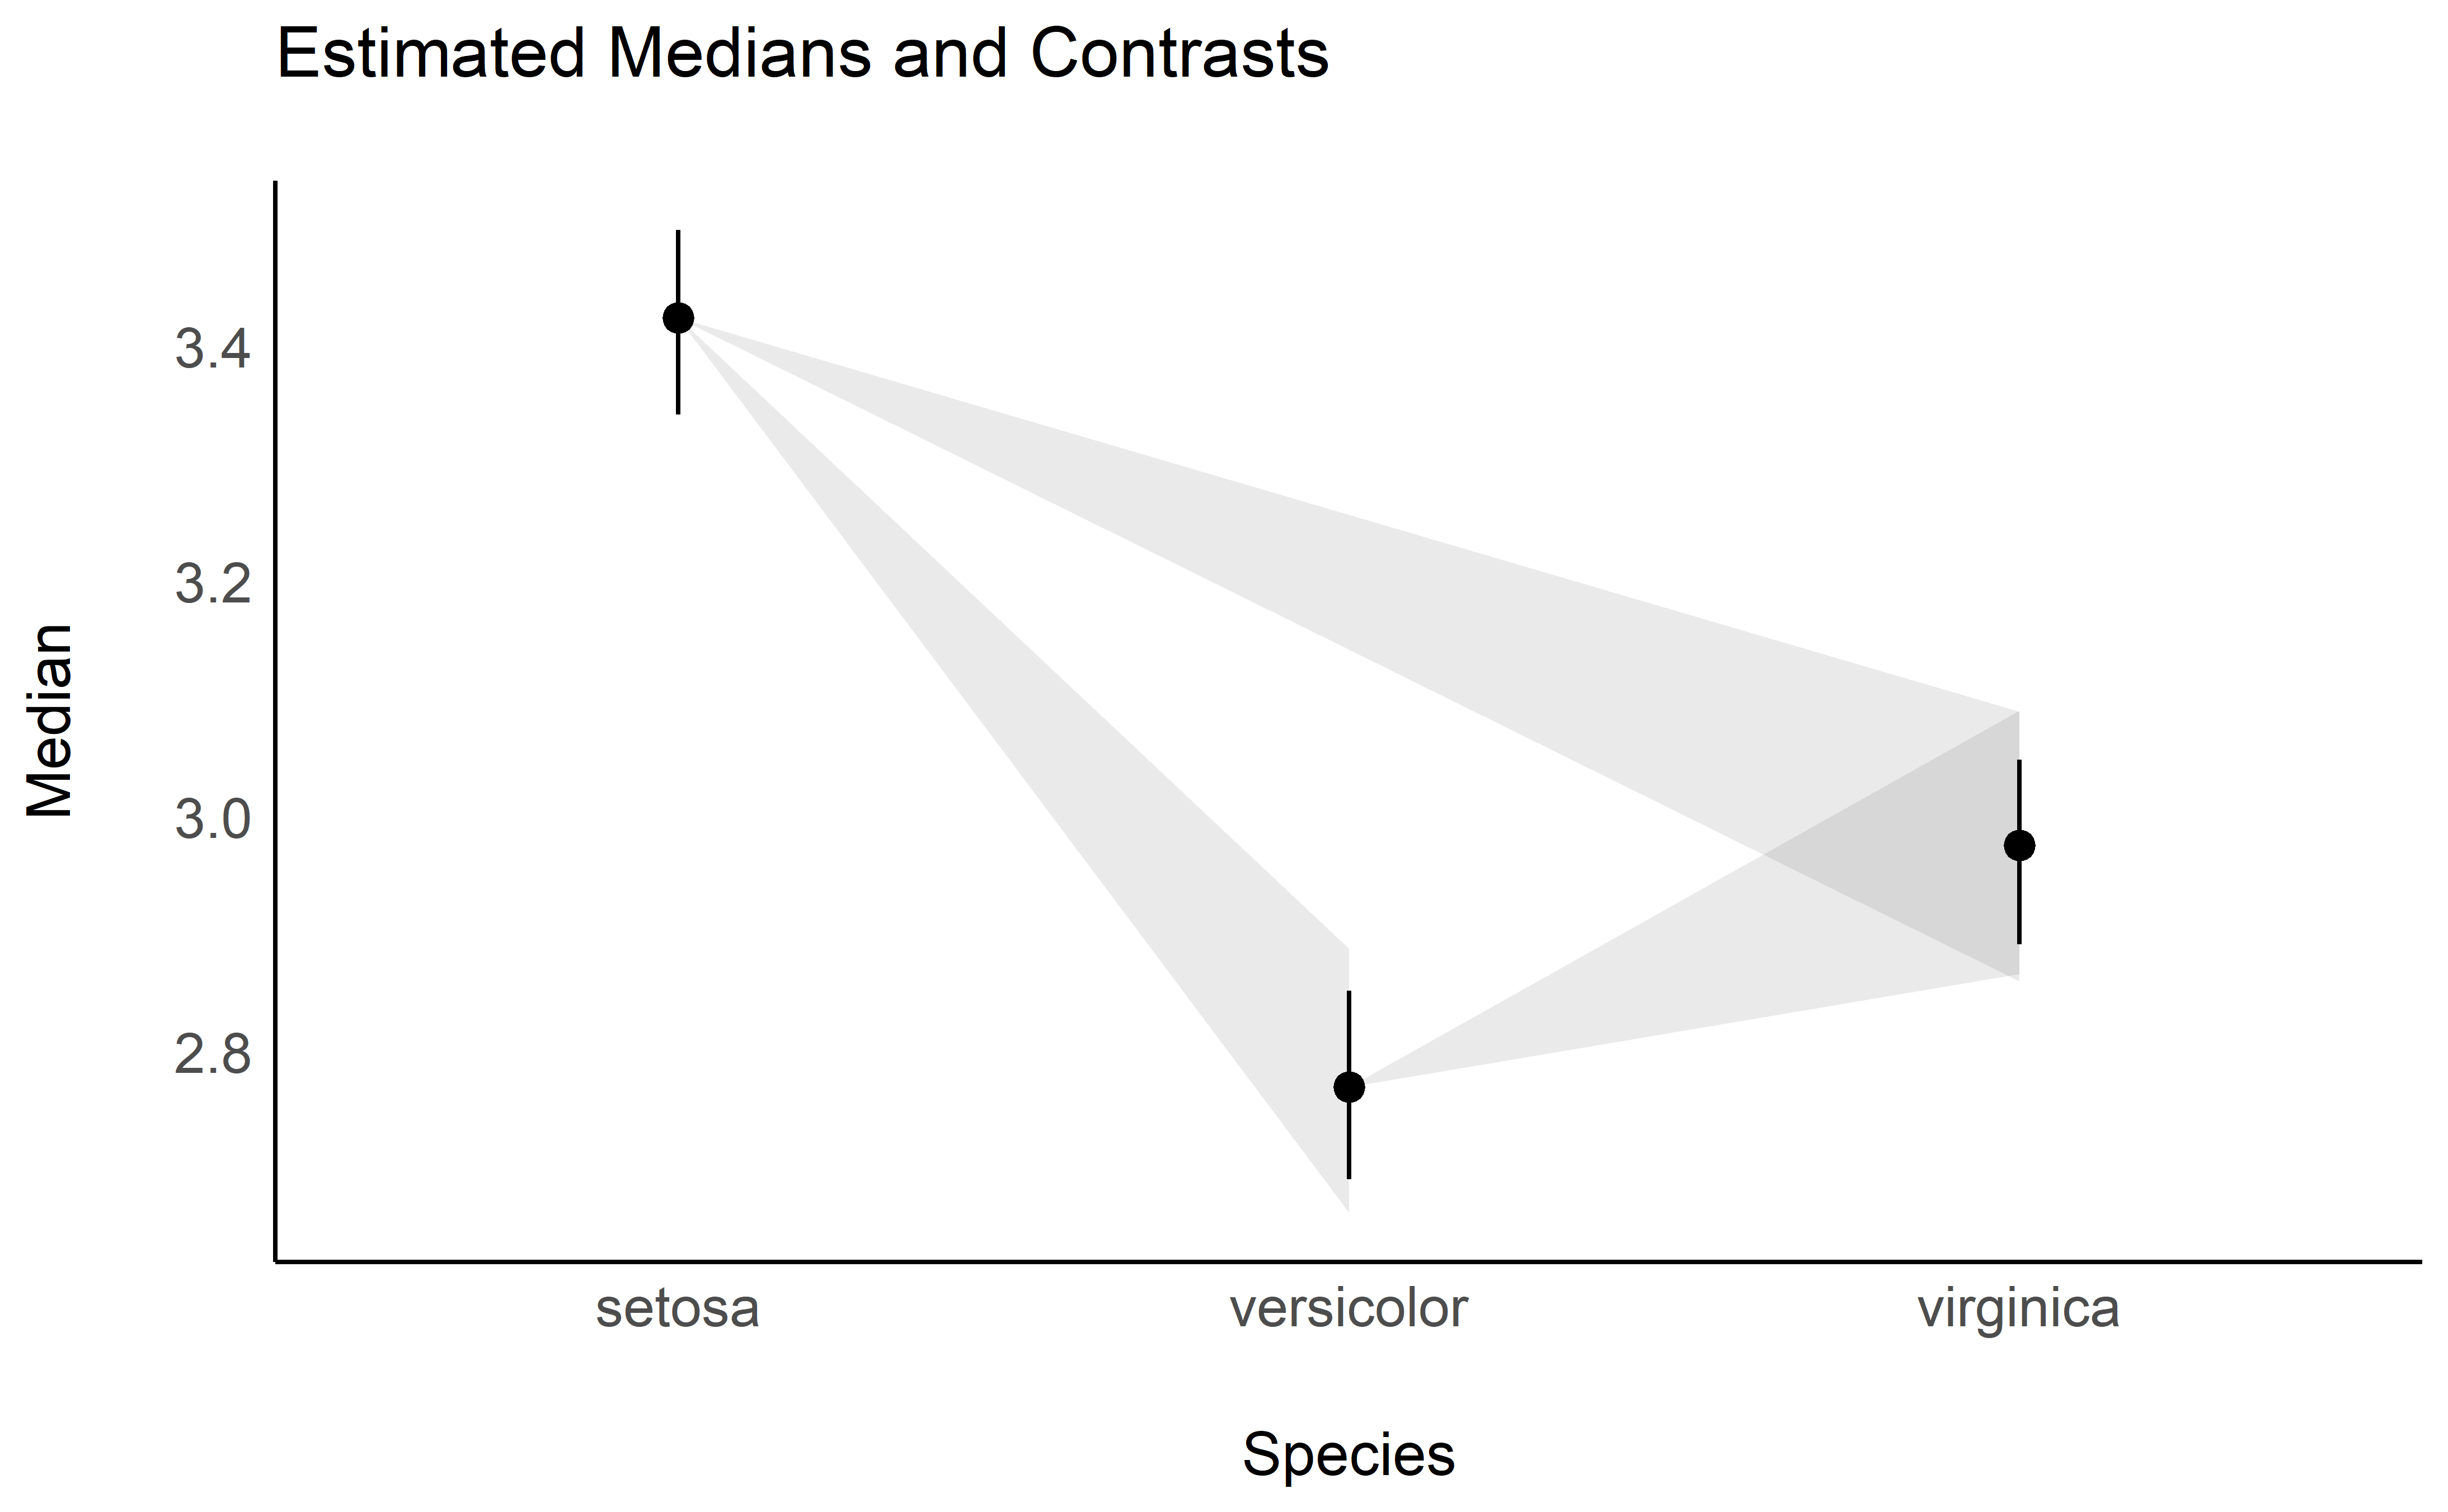 Estimated Medians and Contrasts
Median
3.4
3.2
3.0
2.8
setosa versicolor virginica
Species